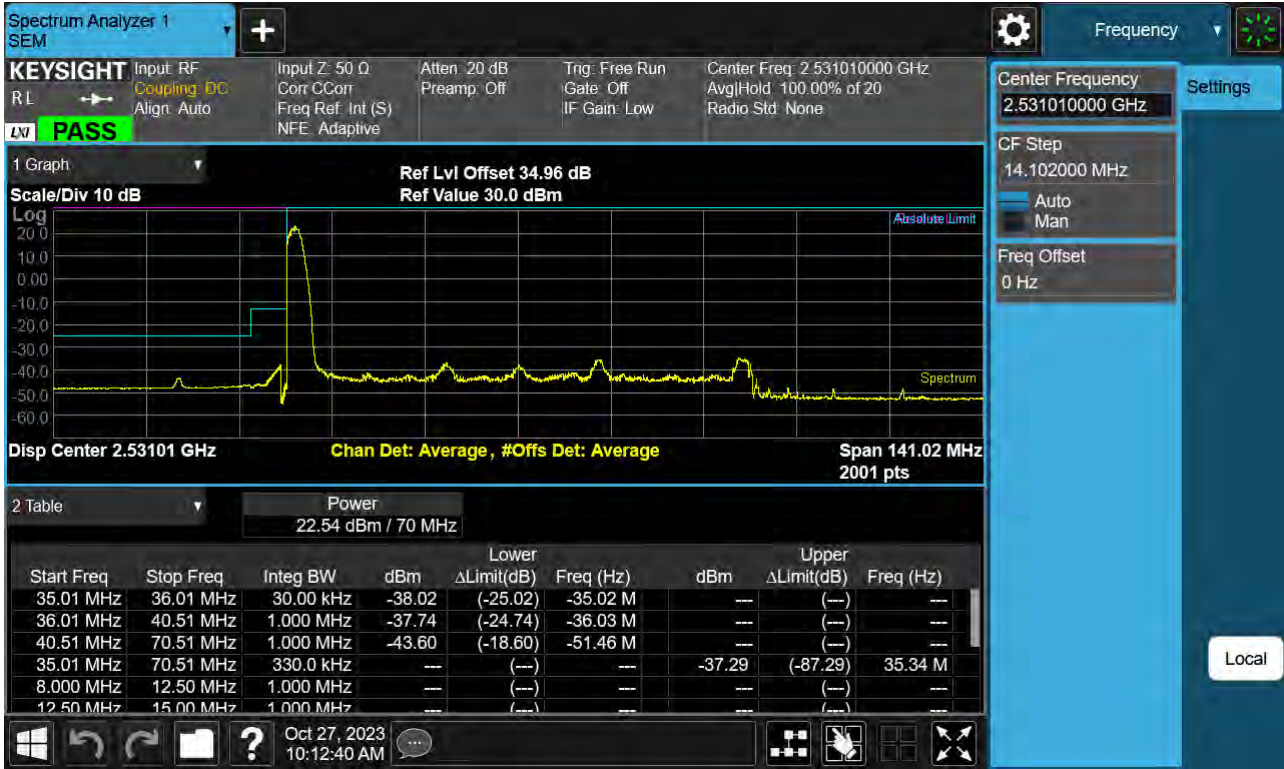 Spectrum Analyzer 1
SEM
+
Frequency
KEYSIGHT
RL
LXI PASS
Input: RF
Coupling: DC
Align: Auto
Input Z: 50 Ω
Corr CCorr
Freq Ref: Int (S)
NFE: Adaptive
Atten: 20 dB
Preamp: Off
Trig: Free Run
Gate: Off
IF Gain: Low
Center Freq: 2.531010000 GHz
Avg|Hold: 100.00% of 20
Radio Std: None
Center Frequency
2.531010000 GHz
Settings
CF Step
14.102000 MHz
Auto
Man
Freq Offset
0 Hz
1 Graph
Ref Lvl Offset 34.96 dB
Scale/Div 10 dB
Ref Value 30.0 dBm
Log
Absolute Limit
20.0
10.0
0.00
-10.0
-20.0
-30.0
-40.0
-50.0
-60.0
Spectrum
Disp Center 2.53101 GHz
Chan Det: Average, #Offs Det: Average
Span 141.02 MHz
2001 pts
2 Table
Power
22.54 dBm / 70 MHz
Lower Upper
Start Freq Stop Freq Integ BW dBm ΔLimit(dB) Freq (Hz) dBm ΔLimit(dB) Freq (Hz)
35.01 MHz 36.01 MHz 30.00 kHz -38.02 (-25.02) -35.02 M --- (---) ---
36.01 MHz 40.51 MHz 1.000 MHz -37.74 (-24.74) -36.03 M --- (---) ---
40.51 MHz 70.51 MHz 1.000 MHz -43.60 (-18.60) -51.46 M --- (---) ---
35.01 MHz 70.51 MHz 330.0 kHz --- (---) --- -37.29 (-87.29) 35.34 M
8.000 MHz 12.50 MHz 1.000 MHz --- (---) --- --- (---) ---
12.50 MHz 15.00 MHz 1.000 MHz --- (---) --- --- (---) ---
Local
?
Oct 27, 2023
10:12:40 AM